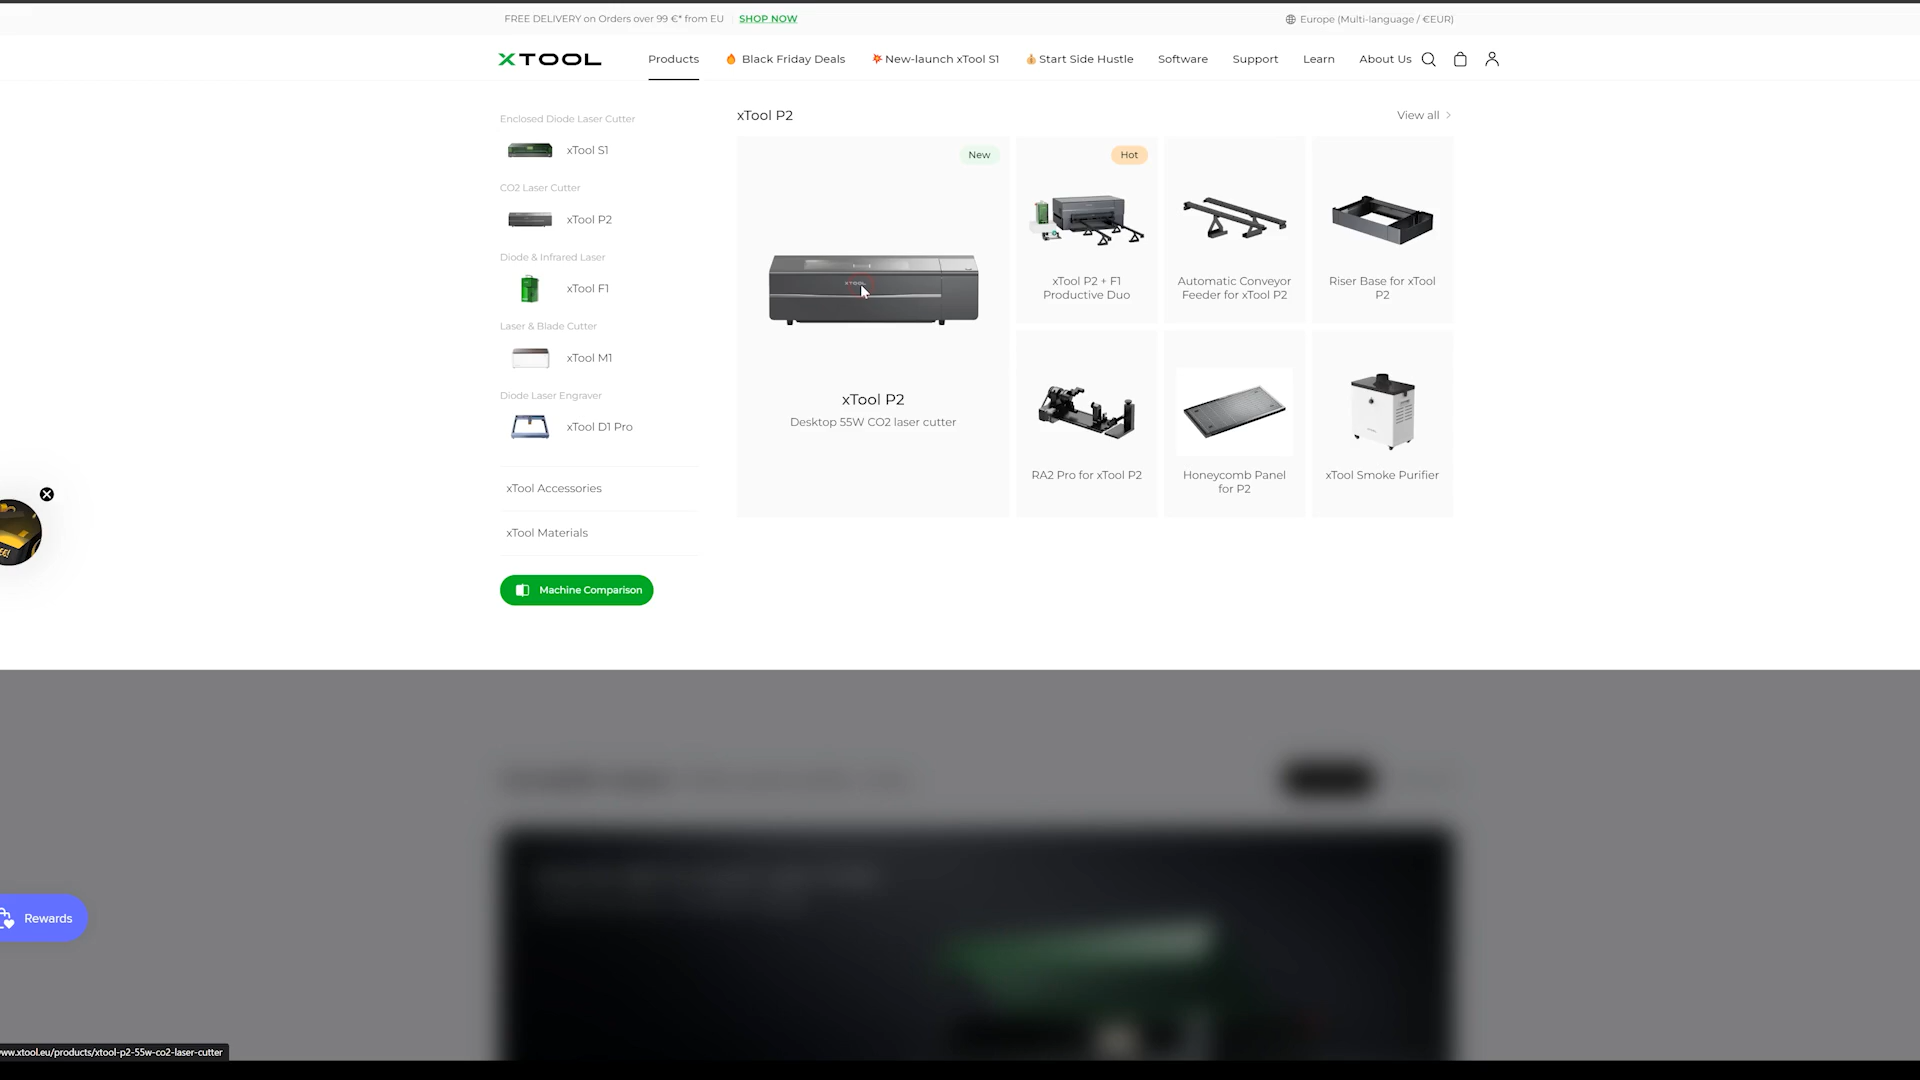 FREE DELIVERY on Orders over 99 €* from EU SHOP NOW
Europe (Multi-language / €EUR)
XTOOL
Products
Black Friday Deals
New-launch xTool S1
Start Side Hustle
Software
Support
Learn
About Us
Enclosed Diode Laser Cutter
xTool S1
CO2 Laser Cutter
xTool P2
Diode & Infrared Laser
xTool F1
Laser & Blade Cutter
xTool M1
Diode Laser Engraver
xTool D1 Pro
xTool Accessories
xTool Materials
Machine Comparison
xTool P2
View all
New
XTOOL
xTool P2
Desktop 55W CO2 laser cutter
Hot
xTool P2 + F1
Productive Duo
Automatic Conveyor
Feeder for xTool P2
Riser Base for xTool
P2
RA2 Pro for xTool P2
Honeycomb Panel
for P2
xTool Smoke Purifier
Rewards
www.xtool.eu/products/xtool-p2-55w-co2-laser-cutter